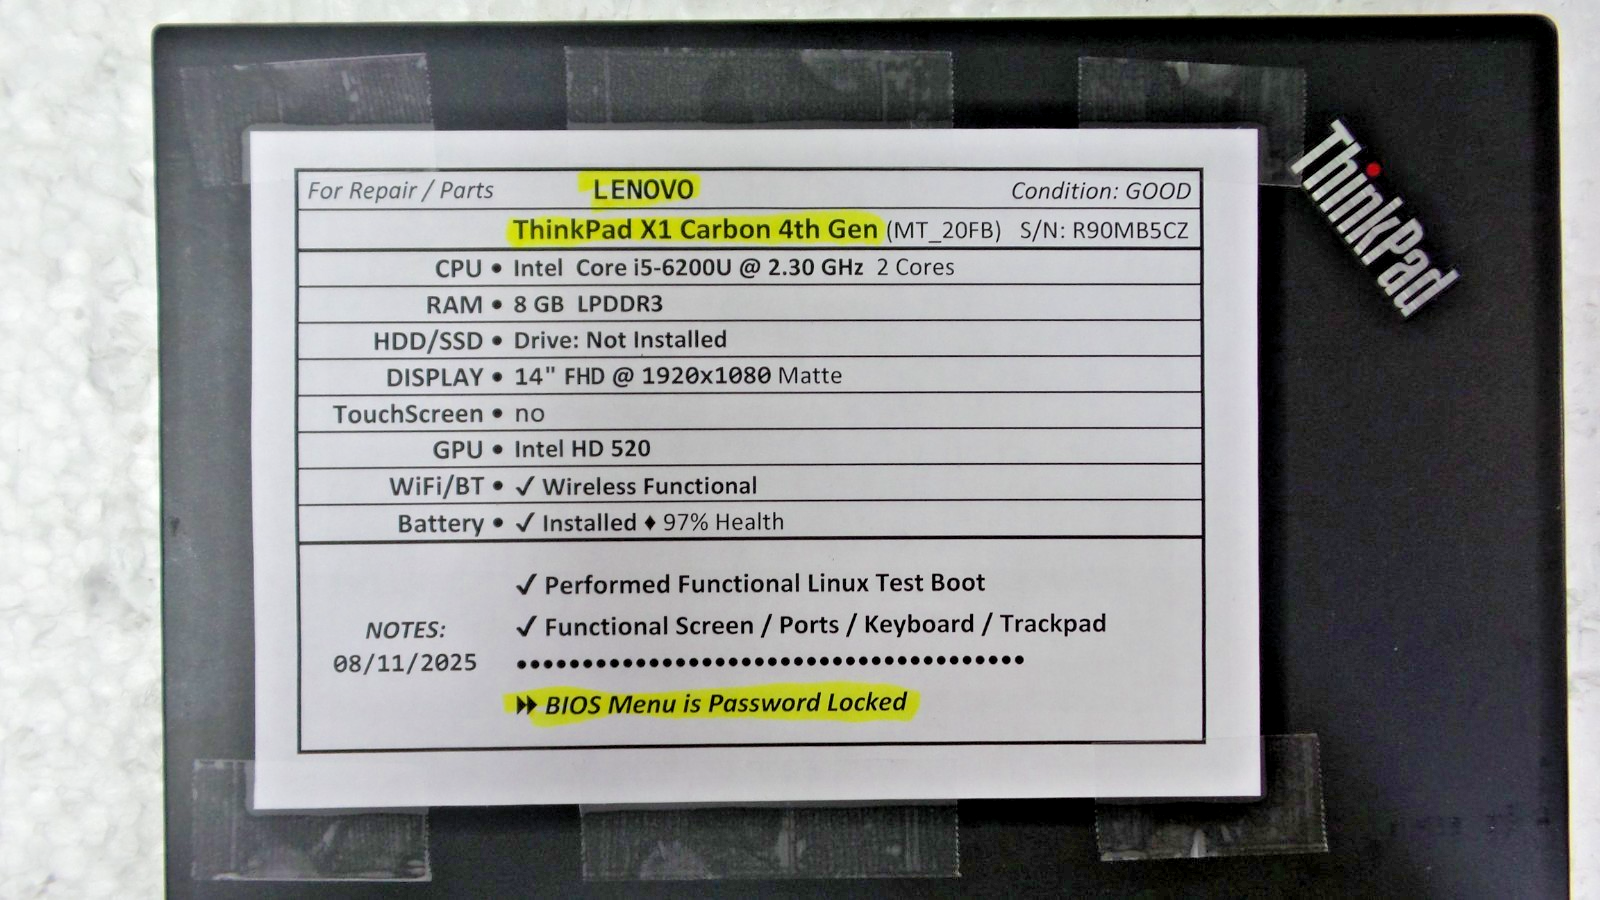 For Repair / Parts LENOVO Condition: GOOD
ThinkPad X1 Carbon 4th Gen (MT_20FB) S/N: R90MB5CZ
CPU • Intel Core i5-6200U @ 2.30 GHz 2 Cores
RAM • 8 GB LPDDR3
HDD/SSD • Drive: Not Installed
DISPLAY • 14" FHD @ 1920x1080 Matte
TouchScreen • no
GPU • Intel HD 520
WiFi/BT • ✓ Wireless Functional
Battery • ✓ Installed ♦ 97% Health
✓ Performed Functional Linux Test Boot
NOTES: ✓ Functional Screen / Ports / Keyboard / Trackpad
08/11/2025 •••••••••••••••••••••••••••••••••••••••
▶▶ BIOS Menu is Password Locked
ThinkPad